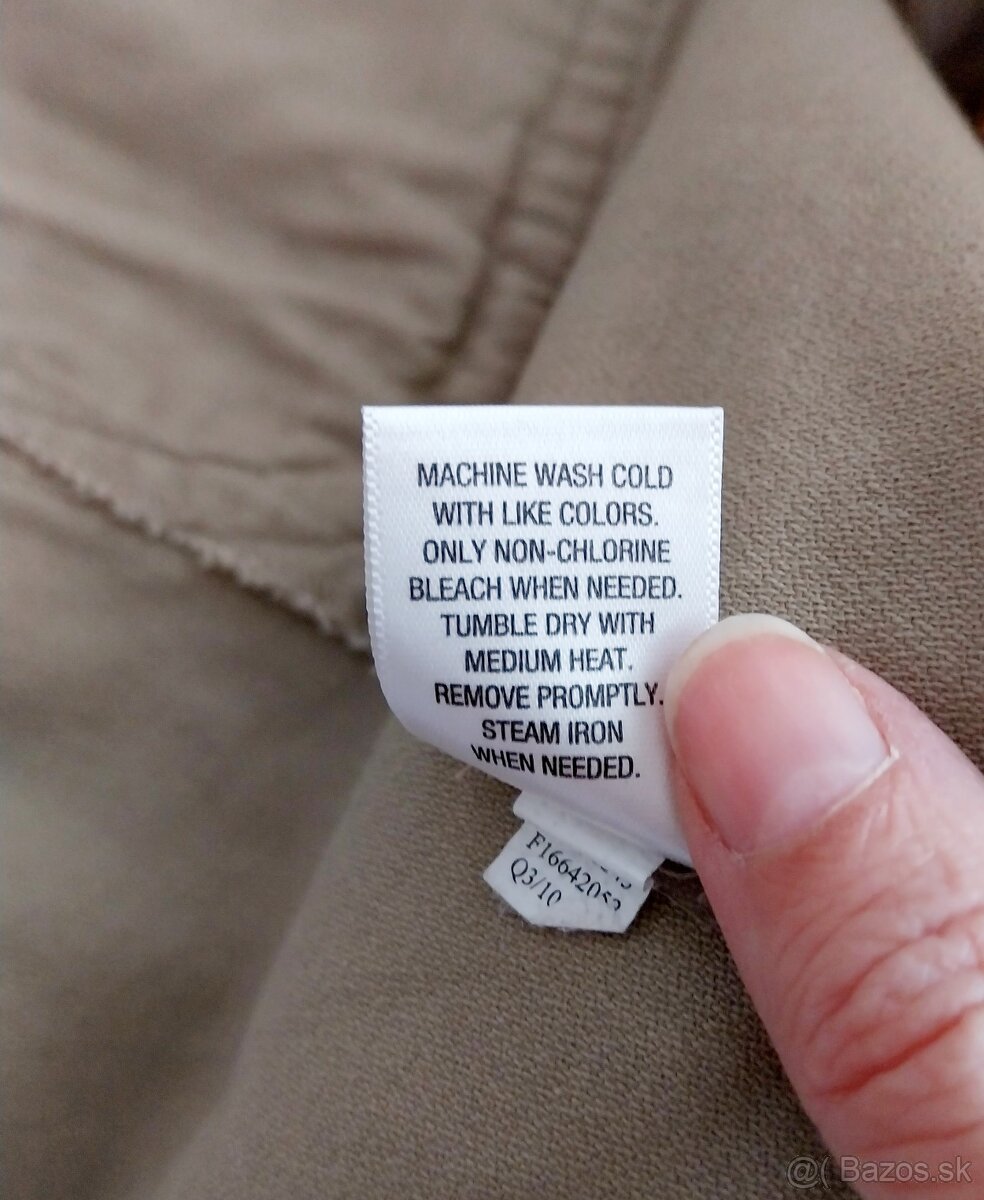 MACHINE WASH COLD
WITH LIKE COLORS.
ONLY NON-CHLORINE
BLEACH WHEN NEEDED.
TUMBLE DRY WITH
MEDIUM HEAT.
REMOVE PROMPTLY.
STEAM IRON
WHEN NEEDED.
Q3/10
@( Bazos.sk